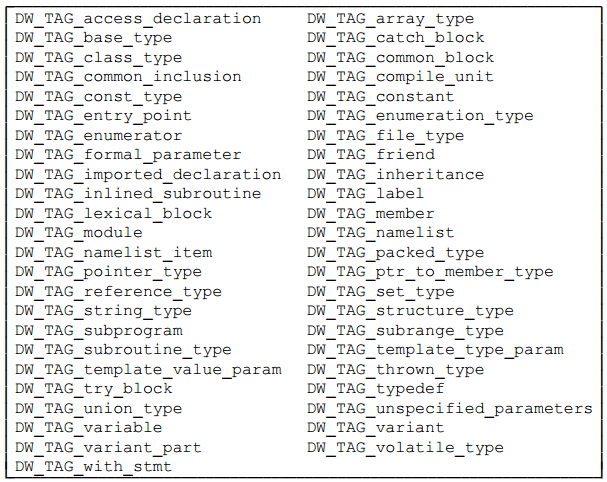 DW_TAG_access_declaration DW_TAG_array_type
DW_TAG_base_type DW_TAG_catch_block
DW_TAG_class_type DW_TAG_common_block
DW_TAG_common_inclusion DW_TAG_compile_unit
DW_TAG_const_type DW_TAG_constant
DW_TAG_entry_point DW_TAG_enumeration_type
DW_TAG_enumerator DW_TAG_file_type
DW_TAG_formal_parameter DW_TAG_friend
DW_TAG_imported_declaration DW_TAG_inheritance
DW_TAG_inlined_subroutine DW_TAG_label
DW_TAG_lexical_block DW_TAG_member
DW_TAG_module DW_TAG_namelist
DW_TAG_namelist_item DW_TAG_packed_type
DW_TAG_pointer_type DW_TAG_ptr_to_member_type
DW_TAG_reference_type DW_TAG_set_type
DW_TAG_string_type DW_TAG_structure_type
DW_TAG_subprogram DW_TAG_subrange_type
DW_TAG_subroutine_type DW_TAG_template_type_param
DW_TAG_template_value_param DW_TAG_thrown_type
DW_TAG_try_block DW_TAG_typedef
DW_TAG_union_type DW_TAG_unspecified_parameters
DW_TAG_variable DW_TAG_variant
DW_TAG_variant_part DW_TAG_volatile_type
DW_TAG_with_stmt